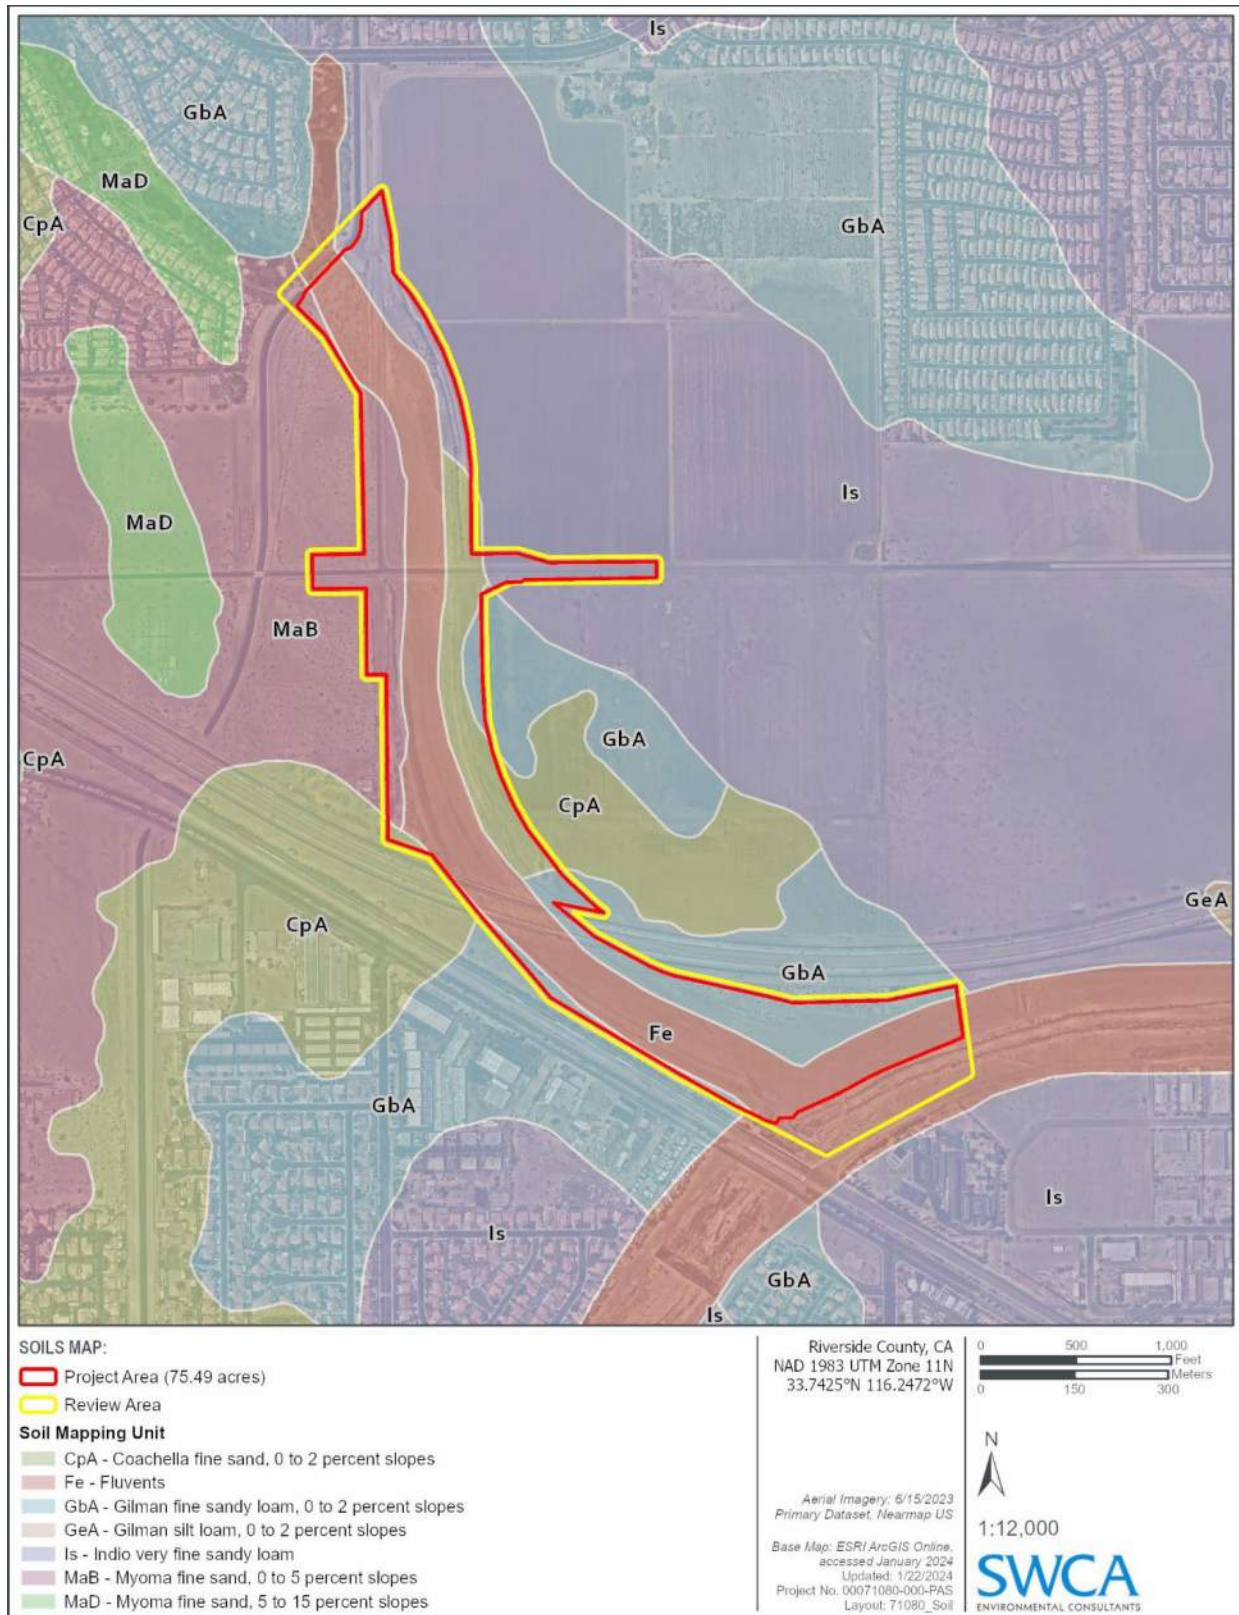 Is
GbA
MaD
CpA
GbA
Is
MaD
MaB
GbA
CpA
CpA
GeA
CpA
GbA
Fe
GbA
Is
Is
GbA
Is
SOILS MAP:
Project Area (75.49 acres)
Review Area
Soil Mapping Unit
CpA - Coachella fine sand, 0 to 2 percent slopes
Fe - Fluvents
GbA - Gilman fine sandy loam, 0 to 2 percent slopes
GeA - Gilman silt loam, 0 to 2 percent slopes
Is - Indio very fine sandy loam
MaB - Myoma fine sand, 0 to 5 percent slopes
MaD - Myoma fine sand, 5 to 15 percent slopes
Riverside County, CA
NAD 1983 UTM Zone 11N
33.7425°N 116.2472°W
Aerial Imagery: 6/15/2023
Primary Dataset, Nearmap US
Base Map: ESRI ArcGIS Online,
accessed January 2024
Updated: 1/22/2024
Project No. 00071080-000-PAS
Layout: 71080_Soil
0 500 1,000
Feet
Meters
0 150 300
N
1:12,000
SWCA
ENVIRONMENTAL CONSULTANTS